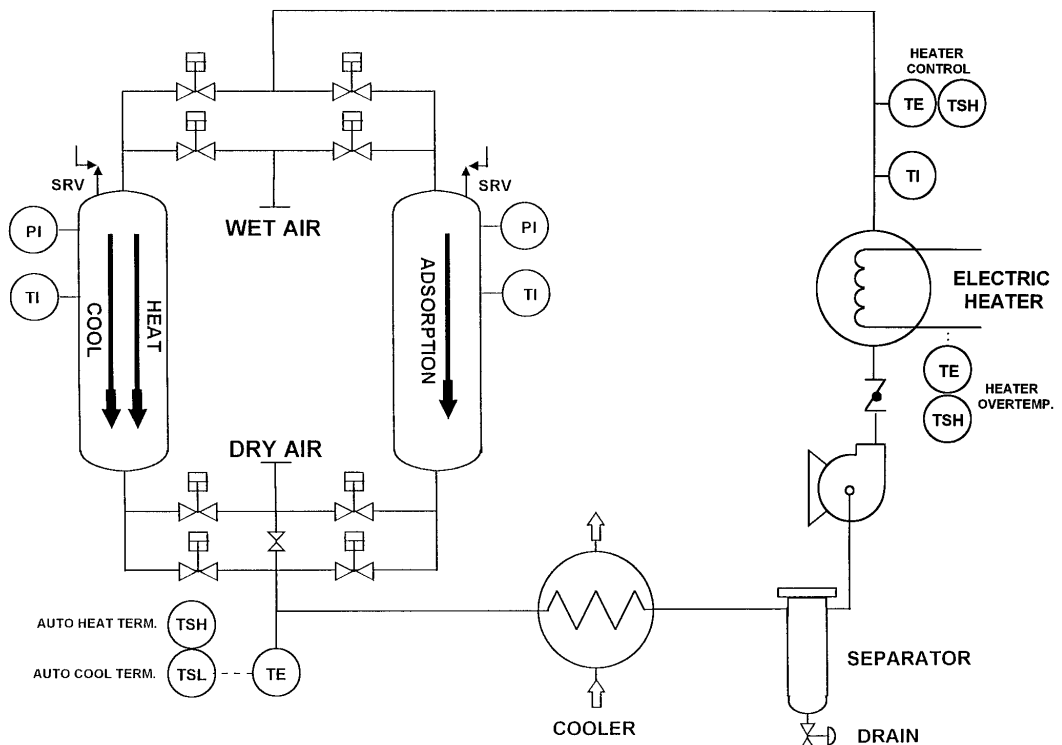 HEATER
CONTROL
TE
TSH
SRV
SRV
TI
PI
WET AIR
PI
TI
COOL
HEAT
ADSORPTION
TI
ELECTRIC
HEATER
TE
HEATER
OVERTEMP.
TSH
DRY AIR
AUTO HEAT TERM.
TSH
AUTO COOL TERM.
TSL
TE
SEPARATOR
COOLER
DRAIN